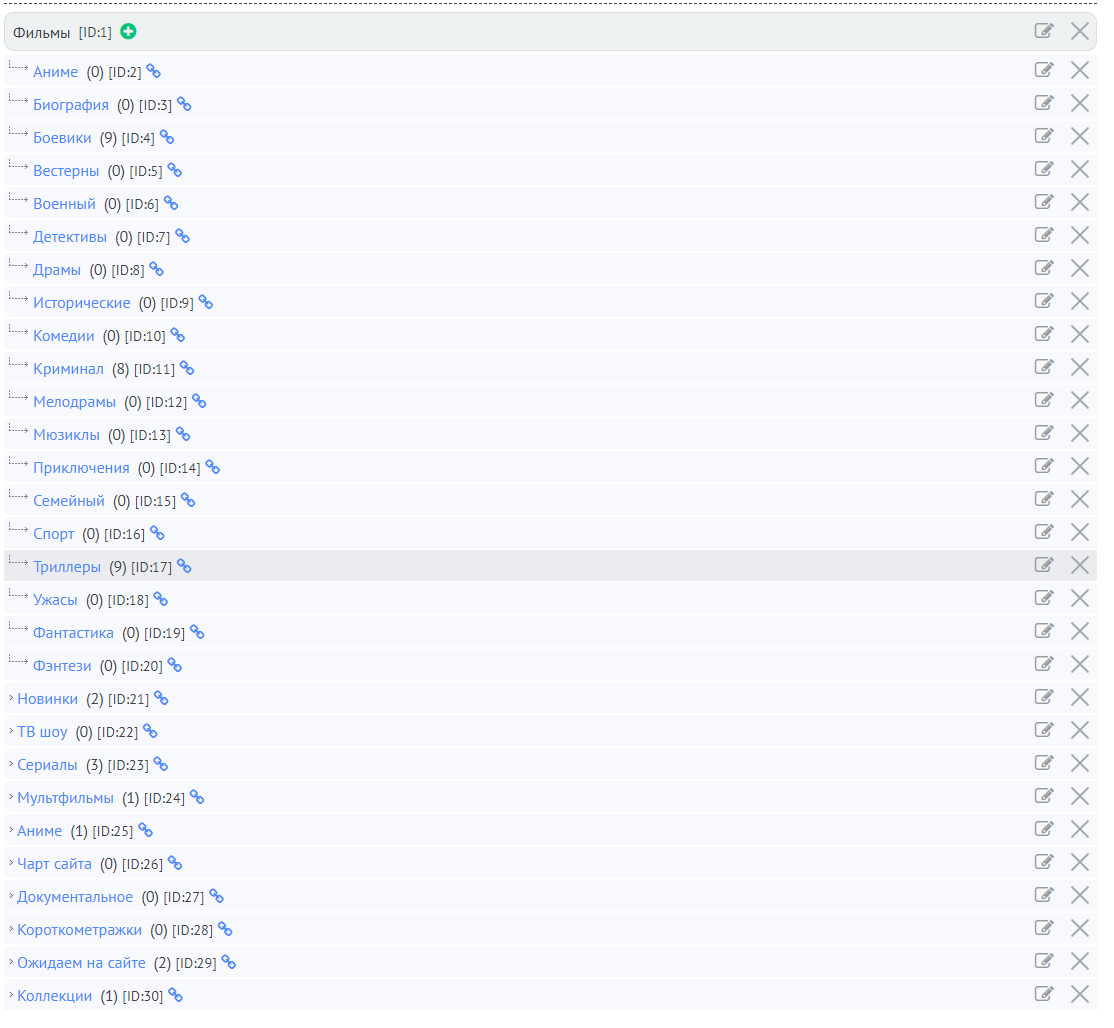 Фильмы [ID:1]
Аниме (0) [ID:2]
Биография (0) [ID:3]
Боевики (9) [ID:4]
Вестерны (0) [ID:5]
Военный (0) [ID:6]
Детективы (0) [ID:7]
Драмы (0) [ID:8]
Исторические (0) [ID:9]
Комедии (0) [ID:10]
Криминал (8) [ID:11]
Мелодрамы (0) [ID:12]
Мюзиклы (0) [ID:13]
Приключения (0) [ID:14]
Семейный (0) [ID:15]
Спорт (0) [ID:16]
Триллеры (9) [ID:17]
Ужасы (0) [ID:18]
Фантастика (0) [ID:19]
Фэнтези (0) [ID:20]
Новинки (2) [ID:21]
ТВ шоу (0) [ID:22]
Сериалы (3) [ID:23]
Мультфильмы (1) [ID:24]
Аниме (1) [ID:25]
Чарт сайта (0) [ID:26]
Документальное (0) [ID:27]
Короткометражки (0) [ID:28]
Ожидаем на сайте (2) [ID:29]
Коллекции (1) [ID:30]